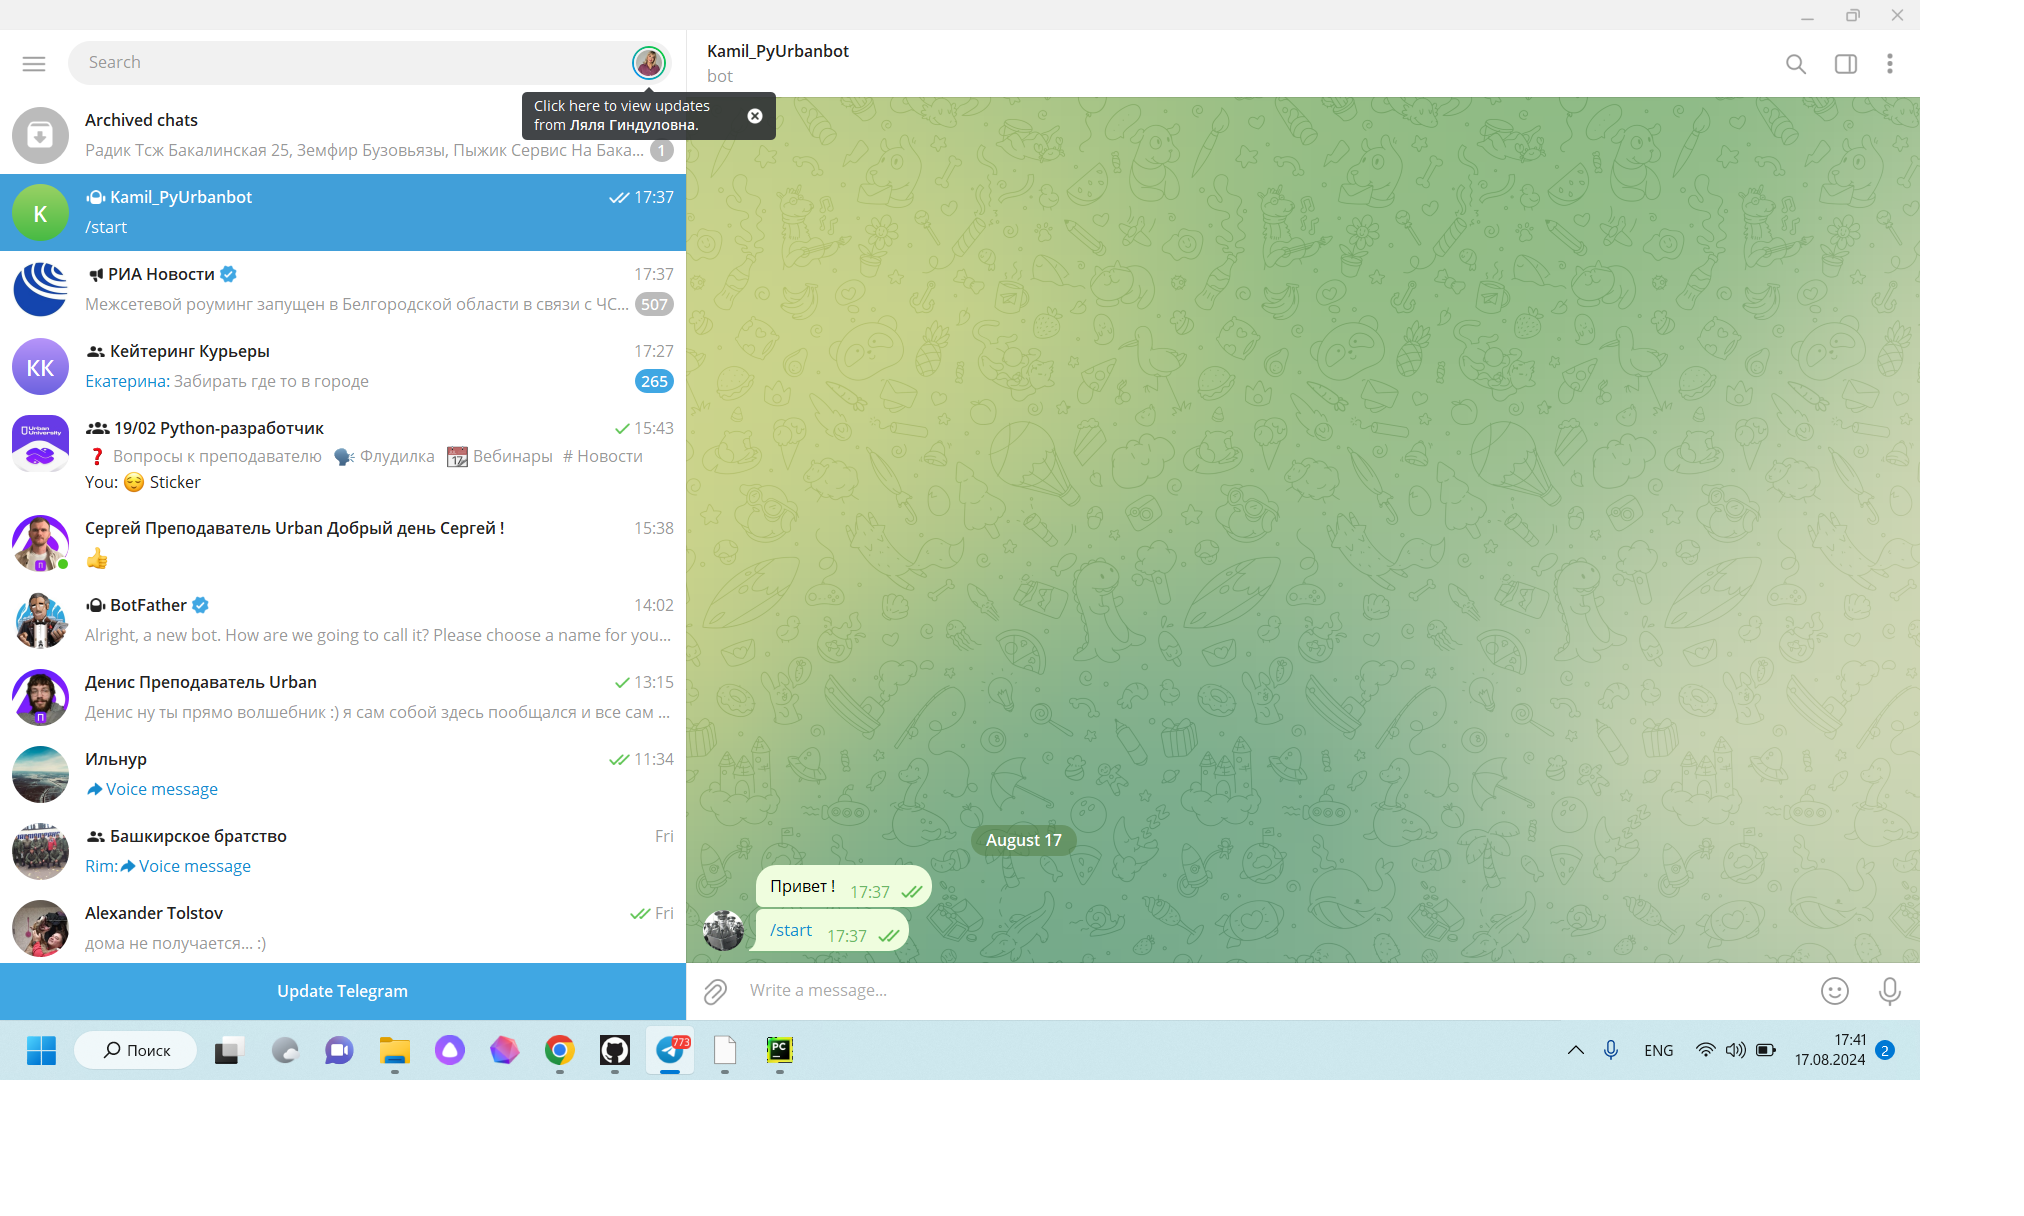 Search
Kamil_PyUrbanbot
bot
Click here to view updates
from Ляля Гиндуловна.
Archived chats
Радик Тсж Бакалинская 25, Земфир Бузовьязы, Пыжик Сервис На Бака... 1
K
Kamil_PyUrbanbot 17:37
/start
РИА Новости 17:37
Межсетевой роуминг запущен в Белгородской области в связи с ЧС... 507
КК
Кейтеринг Курьеры 17:27
Екатерина: Забирать где то в городе 265
Urban University
19/02 Python-разработчик 15:43
❓ Вопросы к преподавателю 🗣 Флудилка 📆 Вебинары # Новости
You: 😌 Sticker
Сергей Преподаватель Urban Добрый день Сергей ! 15:38
👍
BotFather 14:02
Alright, a new bot. How are we going to call it? Please choose a name for you...
Денис Преподаватель Urban 13:15
Денис ну ты прямо волшебник :) я сам собой здесь пообщался и все сам ...
Ильнур 11:34
Voice message
Башкирское братство Fri
Rim: Voice message
Alexander Tolstov Fri
дома не получается... :)
Update Telegram
August 17
Привет ! 17:37
/start 17:37
Write a message...
Поиск
773
PC
ENG
17:41
17.08.2024
2